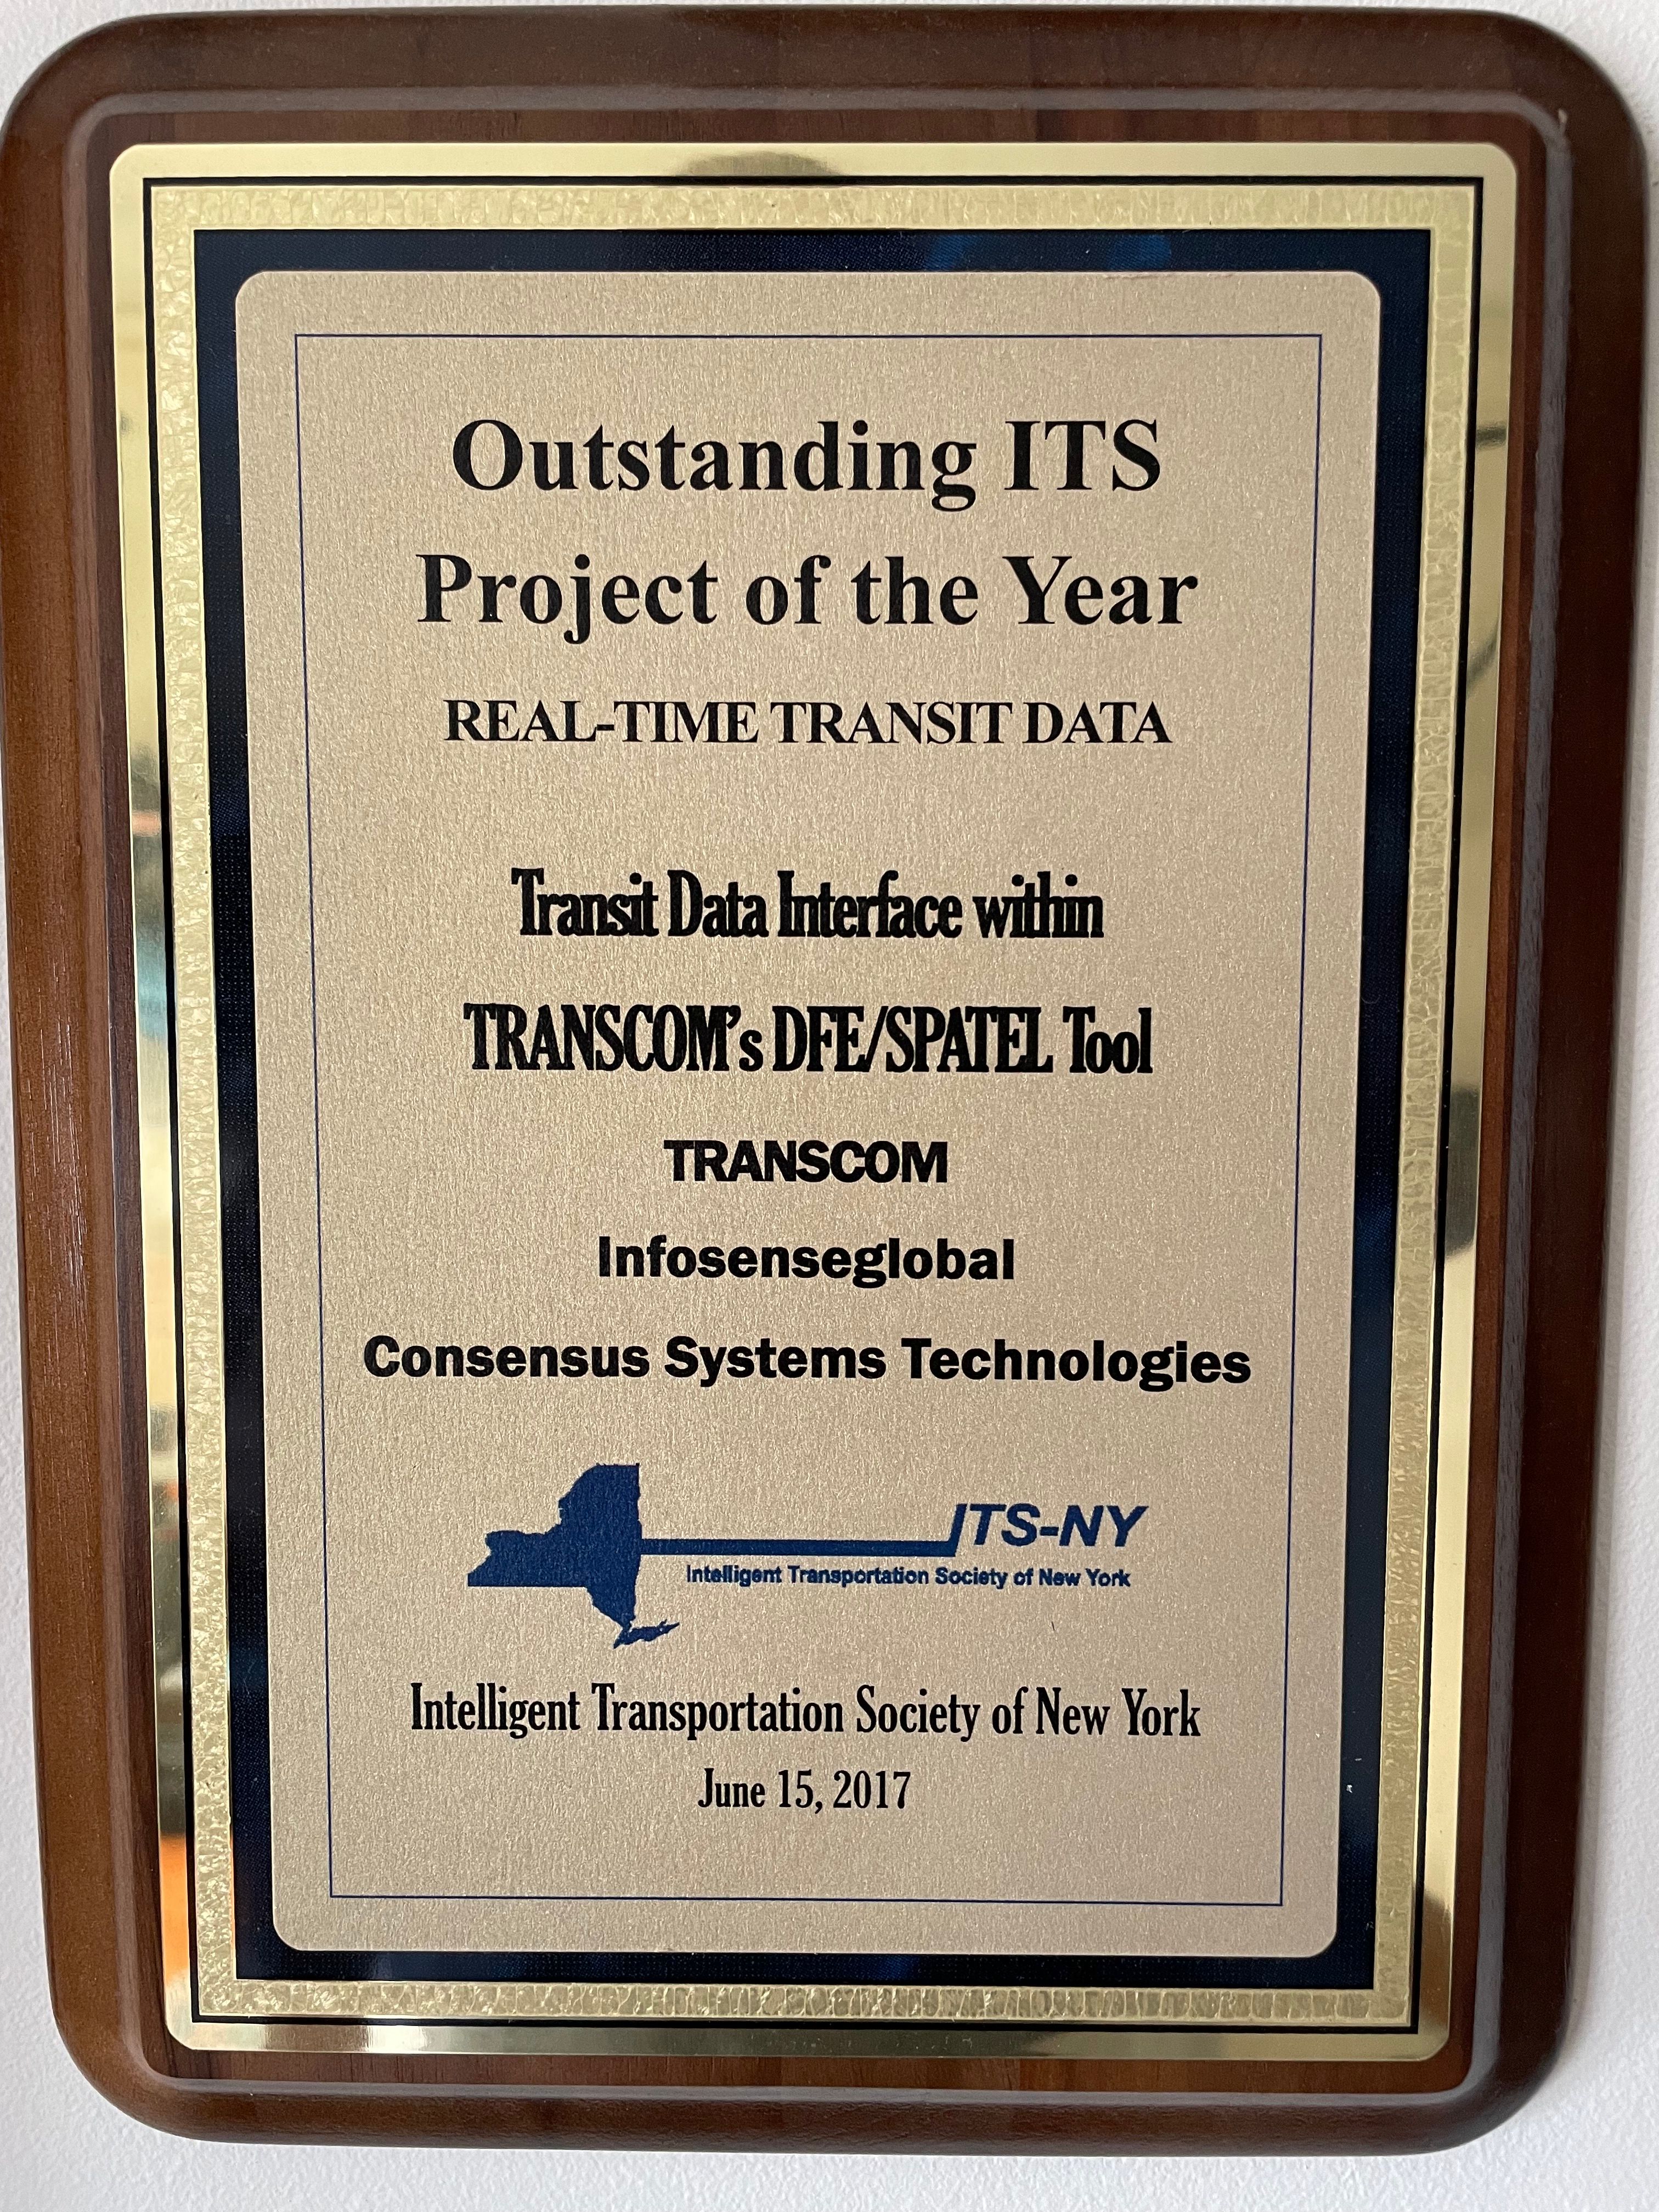 Outstanding ITS
Project of the Year
REAL-TIME TRANSIT DATA
Transit Data Interface within
TRANSCOM's DFE/SPATEL Tool
TRANSCOM
Infosenseglobal
Consensus Systems Technologies
ITS-NY
Intelligent Transportation Society of New York
Intelligent Transportation Society of New York
June 15, 2017